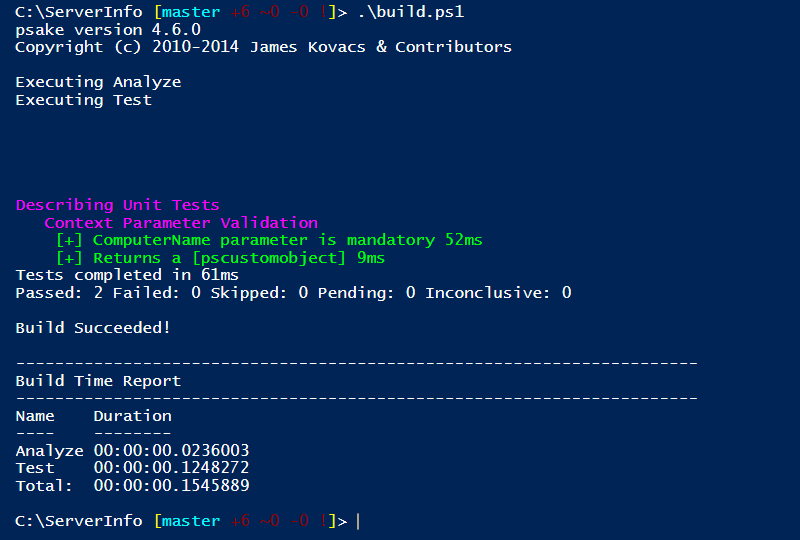 C:\ServerInfo [master +6 ~0 -0 !]> .\build.ps1
psake version 4.6.0
Copyright (c) 2010-2014 James Kovacs & Contributors
Executing Analyze
Executing Test
Describing Unit Tests
Context Parameter Validation
[+] ComputerName parameter is mandatory 52ms
[+] Returns a [pscustomobject] 9ms
Tests completed in 61ms
Passed: 2 Failed: 0 Skipped: 0 Pending: 0 Inconclusive: 0
Build Succeeded!
----------------------------------------------------------------------
Build Time Report
----------------------------------------------------------------------
Name    Duration
----    --------
Analyze 00:00:00.0236003
Test    00:00:00.1248272
Total:  00:00:00.1545889
C:\ServerInfo [master +6 ~0 -0 !]>